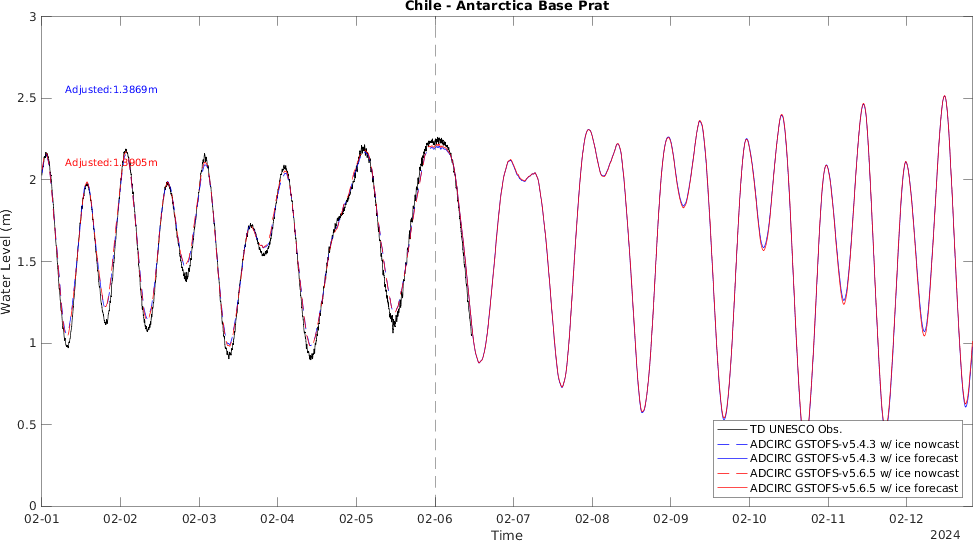 Chile - Antarctica Base Prat
3
2.5
2
1.5
1
0.5
0
Water Level (m)
Adjusted:1.3869m
Adjusted:1.3905m
TD UNESCO Obs.
ADCIRC GSTOFS-v5.4.3 w/ ice nowcast
ADCIRC GSTOFS-v5.4.3 w/ ice forecast
ADCIRC GSTOFS-v5.6.5 w/ ice nowcast
ADCIRC GSTOFS-v5.6.5 w/ ice forecast
02-01 02-02 02-03 02-04 02-05 02-06 02-07 02-08 02-09 02-10 02-11 02-12
Time
2024